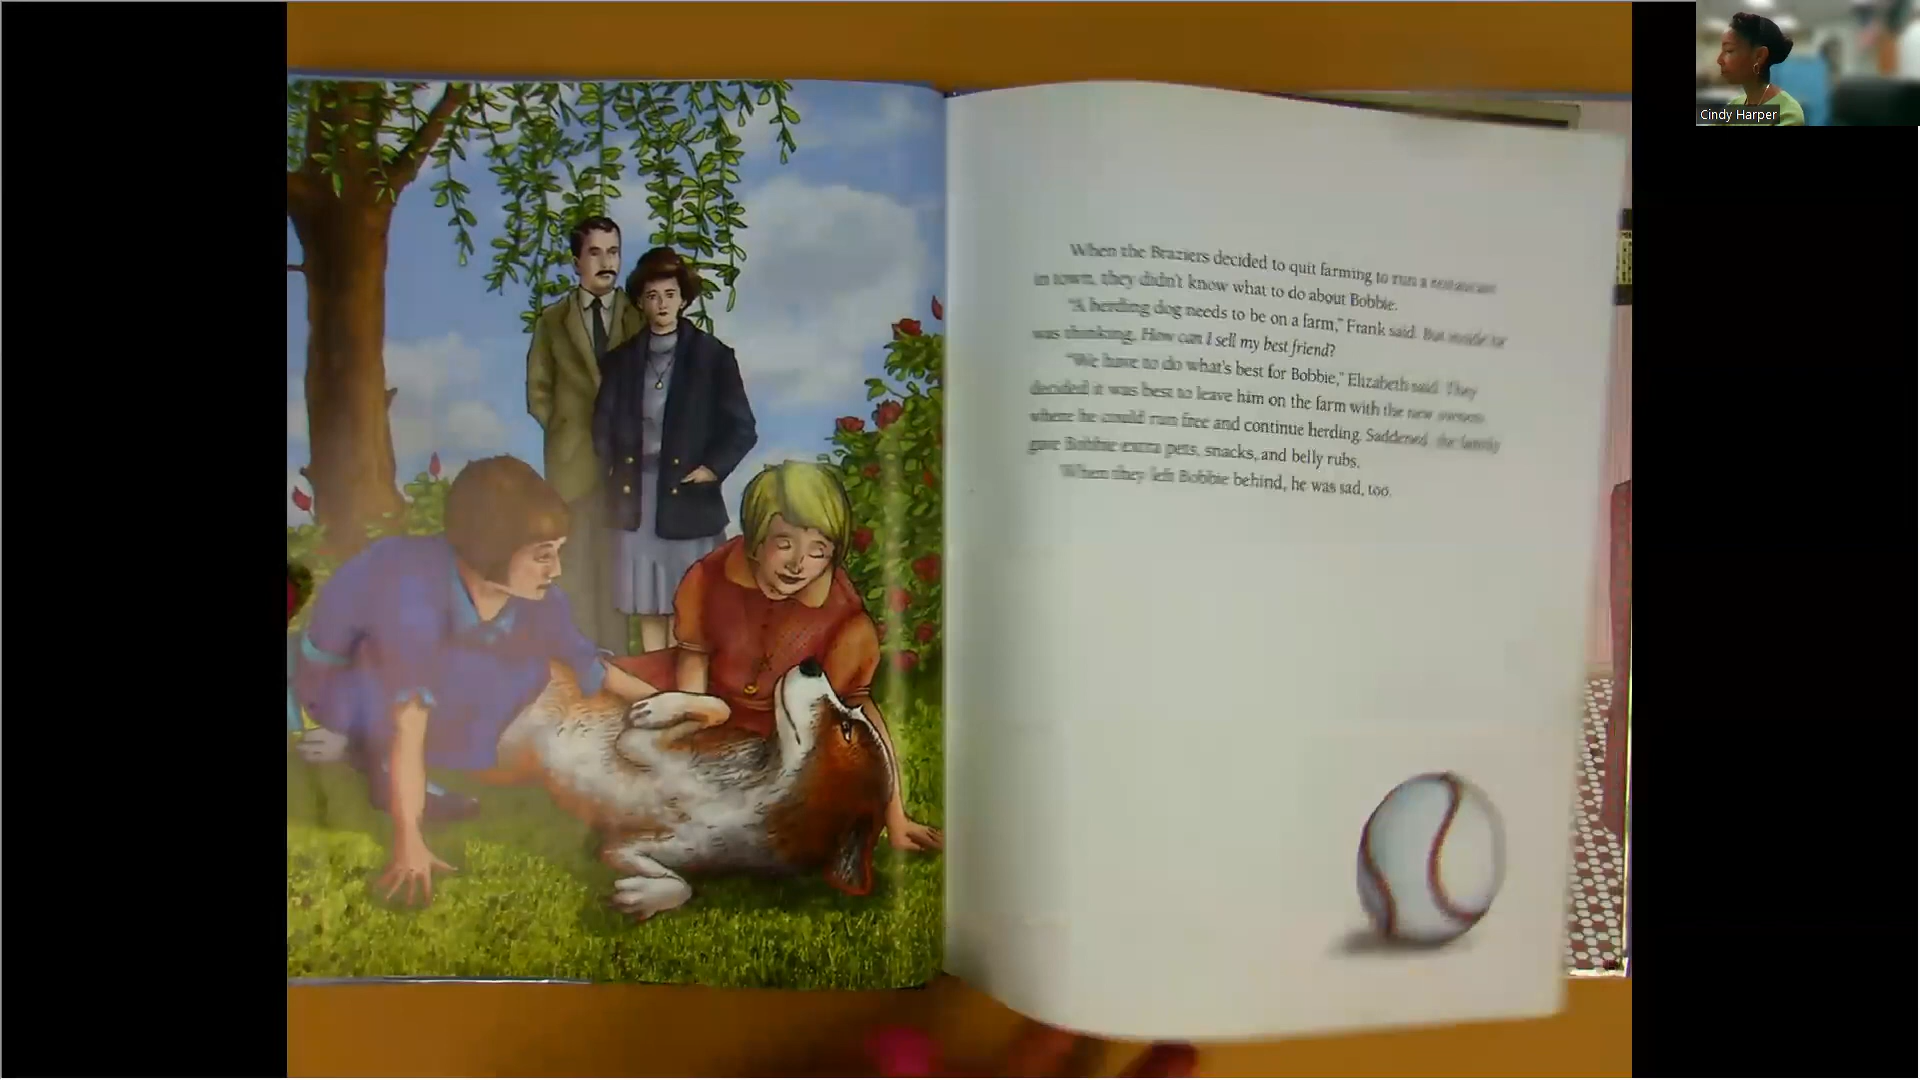 Cindy Harper
When the Braziers decided to quit farming to run a restaurant
in town, they didn't know what to do about Bobbie.
"A herding dog needs to be on a farm," Frank said. But inside he
was thinking, How can I sell my best friend?
"We have to do what's best for Bobbie," Elizabeth said. They
decided it was best to leave him on the farm with the new owners
where he could run free and continue herding. Saddened, the family
gave Bobbie extra pets, snacks, and belly rubs.
When they left Bobbie behind, he was sad, too.